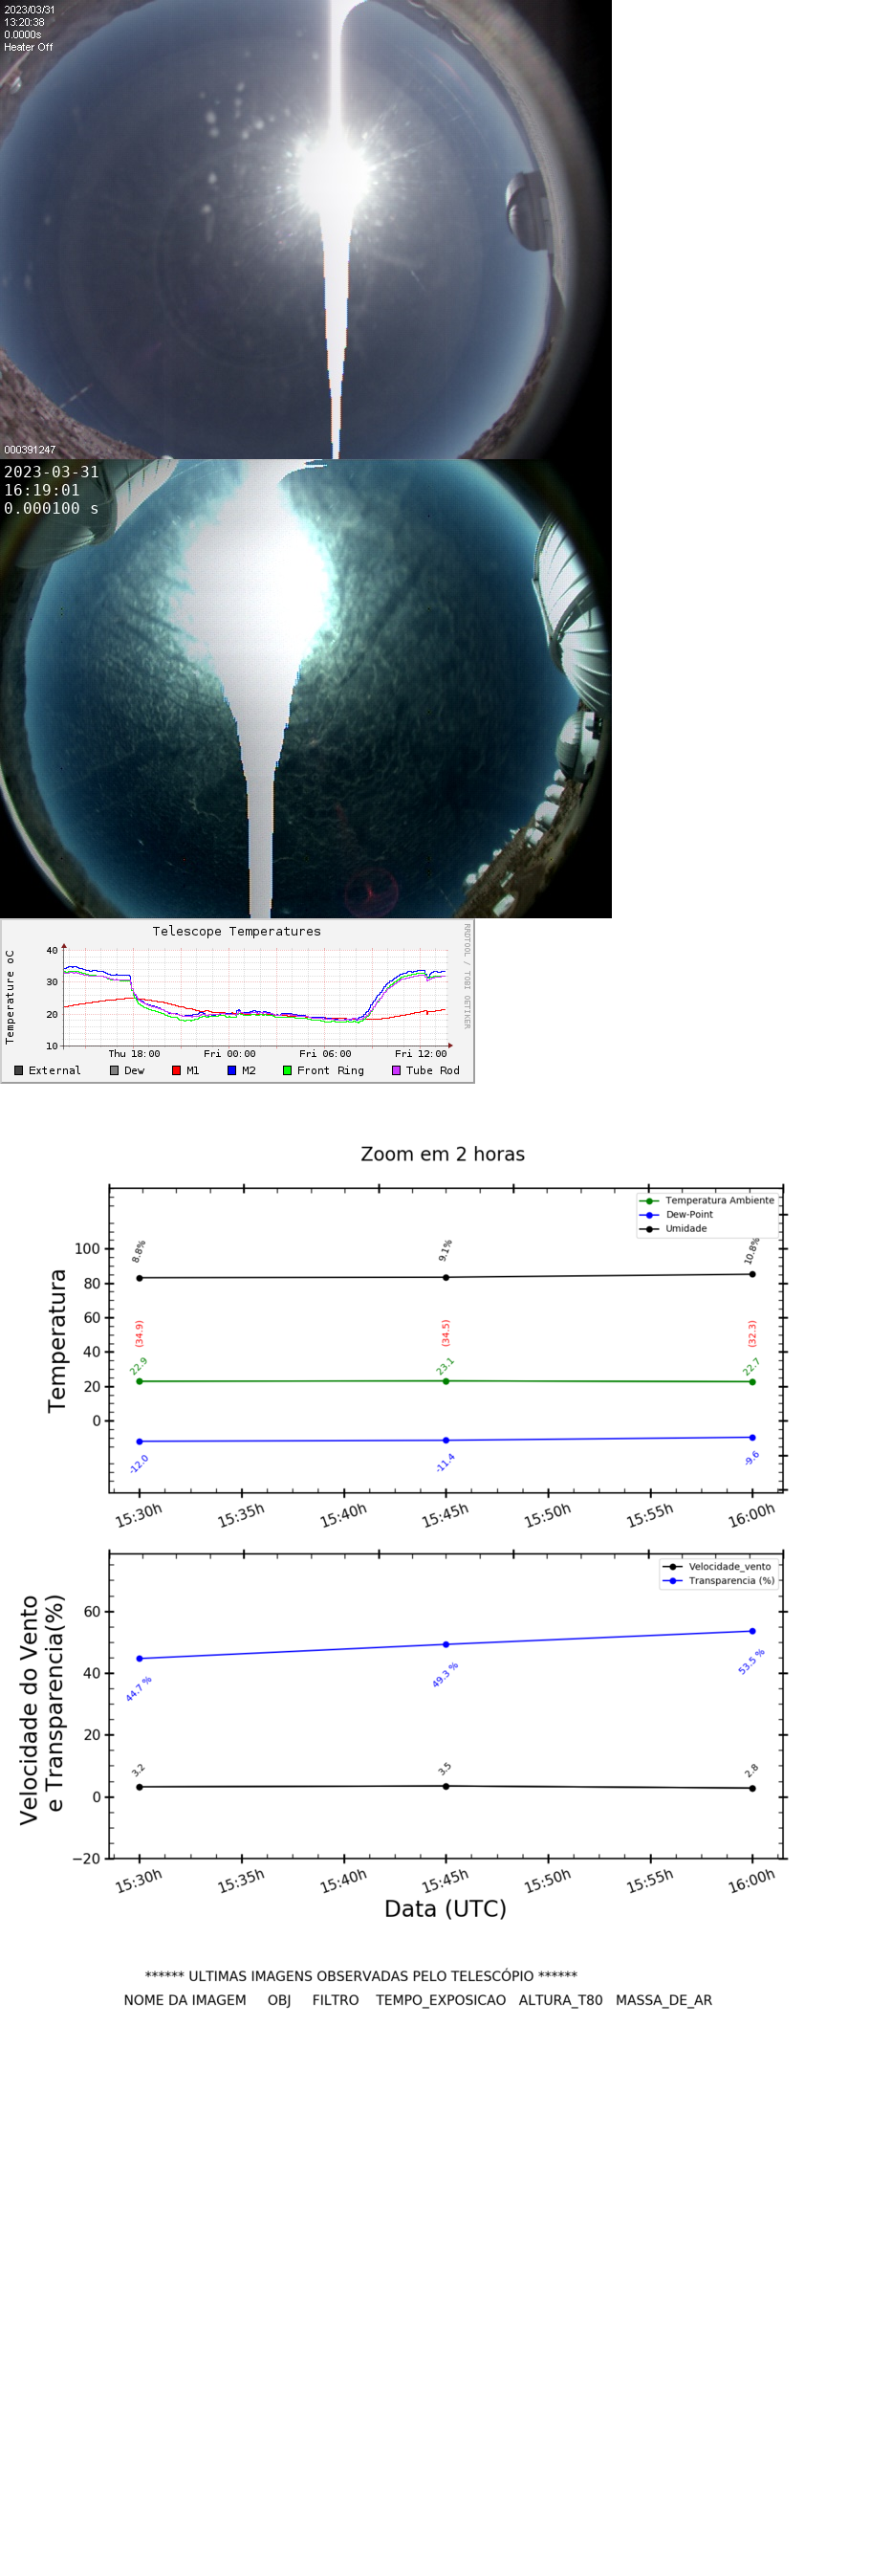 2023/03/31
13:20:38
0.0000s
Heater Off
000391247
2023-03-31
16:19:01
0.000100 s
Telescope Temperatures
RRDTOOL / TOBI OETIKER
Temperature oC
40
30
20
10
Thu 18:00 Fri 00:00 Fri 06:00 Fri 12:00
External Dew M1 M2 Front Ring Tube Rod
Zoom em 2 horas
Temperatura Ambiente
Dew-Point
Umidade
Temperatura
100
80
60
40
20
0
8.8% 9.1% 10.8%
(34.9) (34.5) (32.3)
22.9 23.1 22.7
-12.0 -11.4 -9.6
15:30h 15:35h 15:40h 15:45h 15:50h 15:55h 16:00h
Velocidade_vento
Transparencia (%)
Velocidade do Vento
e Transparencia(%)
60
40
20
0
−20
44.7 % 49.3 % 53.5 %
3.2 3.5 2.8
15:30h 15:35h 15:40h 15:45h 15:50h 15:55h 16:00h
Data (UTC)
****** ULTIMAS IMAGENS OBSERVADAS PELO TELESCÓPIO ******
NOME DA IMAGEM OBJ FILTRO TEMPO_EXPOSICAO ALTURA_T80 MASSA_DE_AR